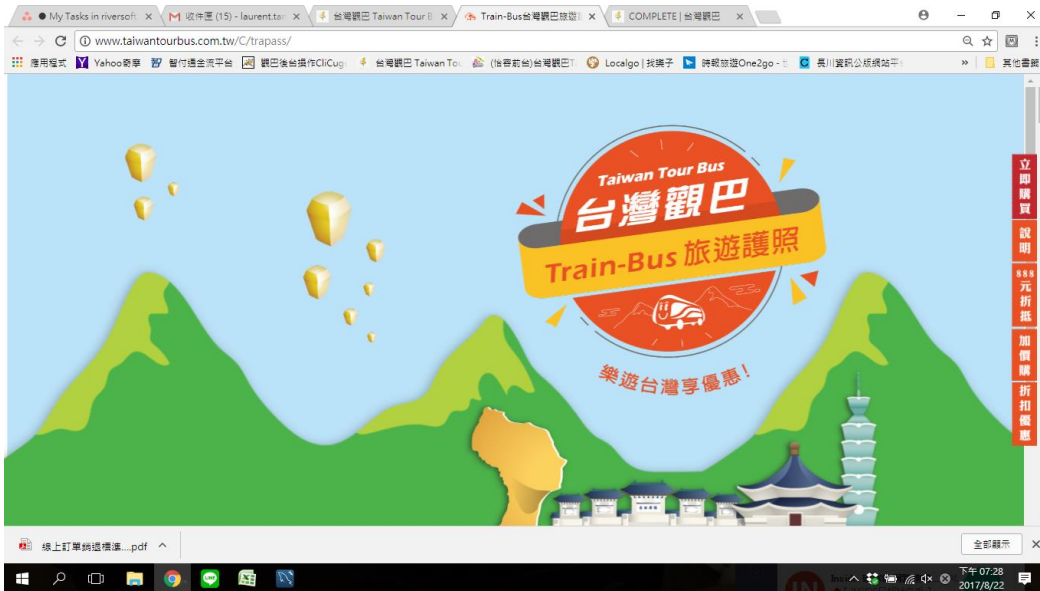 ● My Tasks in riversoft
收件匣 (15) - laurent.tan
台灣觀巴 Taiwan Tour B
Train-Bus台灣觀巴旅遊
COMPLETE | 台灣觀巴
www.taiwantourbus.com.tw/C/trapass/
應用程式
Yahoo奇摩
智付通金流平台
觀巴後台操作CliCug
台灣觀巴 Taiwan Tou
(怡容前台)台灣觀巴T
Localgo | 找樂子
時報旅遊One2go -
長川資訊公版網站平
»
其他書籤
Taiwan Tour Bus
台灣觀巴
Train-Bus 旅遊護照
樂遊台灣享優惠!
立即購買
說明
888元折抵
加價購
折扣優惠
線上訂單銷退標準....pdf
全部顯示
下午 07:28
2017/8/22